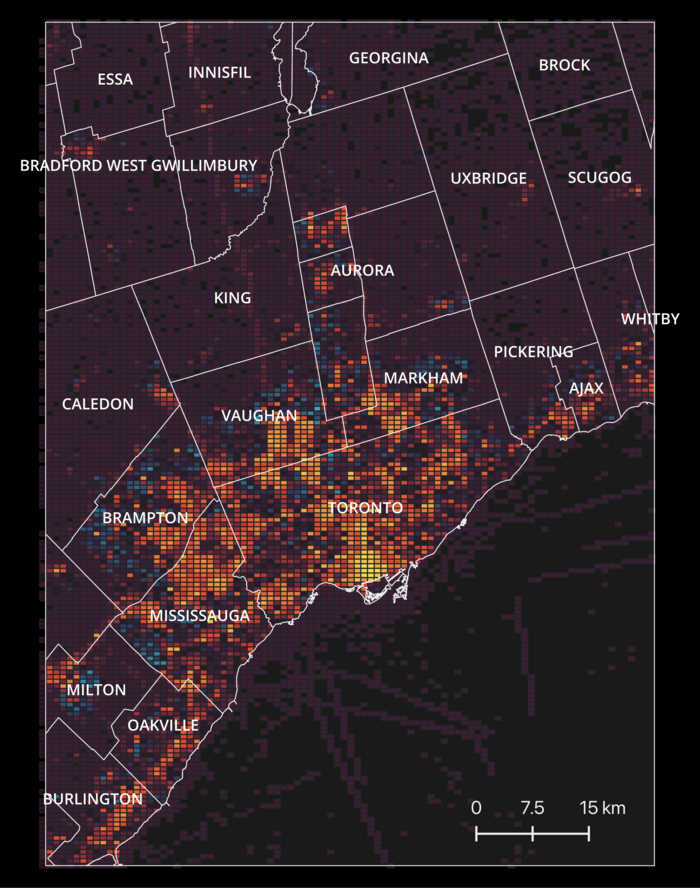 GEORGINA
BROCK
INNISFIL
ESSA
BRADFORD WEST GWILLIMBURY
UXBRIDGE
SCUGOG
AURORA
KING
WHITBY
PICKERING
MARKHAM
AJAX
CALEDON
VAUGHAN
TORONTO
BRAMPTON
MISSISSAUGA
MILTON
OAKVILLE
BURLINGTON
0 7.5 15 km